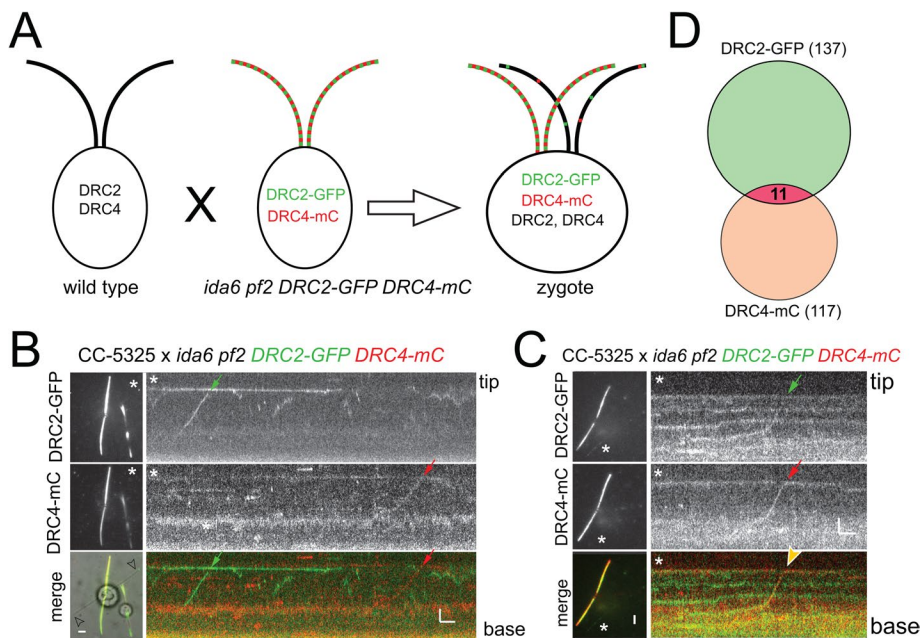 A
DRC2
DRC4
wild type
X
DRC2-GFP
DRC4-mC
ida6 pf2 DRC2-GFP DRC4-mC
DRC2-GFP
DRC4-mC
DRC2, DRC4
zygote
D
DRC2-GFP (137)
11
DRC4-mC (117)
B
CC-5325 x ida6 pf2 DRC2-GFP DRC4-mC
DRC2-GFP
DRC4-mC
merge
*
*
*
*
*
*
tip
base
C
CC-5325 x ida6 pf2 DRC2-GFP DRC4-mC
DRC2-GFP
DRC4-mC
merge
*
*
*
*
*
*
tip
base